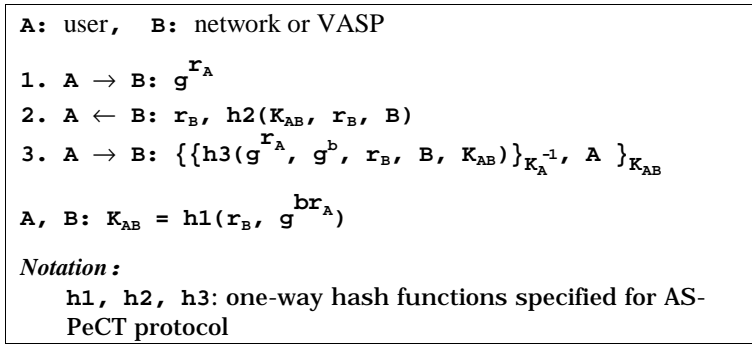 A: user, B: network or VASP
1. A → B: g^{r_A}
2. A ← B: r_B, h2(K_AB, r_B, B)
3. A → B: {{h3(g^{r_A}, g^b, r_B, B, K_AB)}_{K_A^{-1}}, A }_{K_AB}
A, B: K_AB = h1(r_B, g^{br_A})
Notation:
h1, h2, h3: one-way hash functions specified for AS-
PeCT protocol